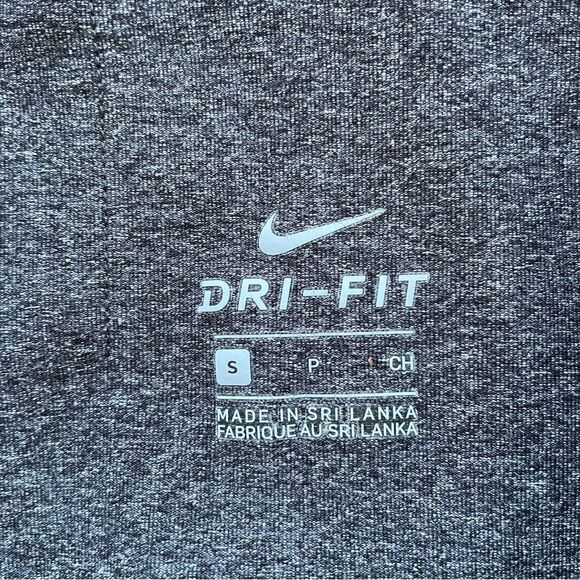 DRI-FIT
S P CH
MADE IN SRI LANKA
FABRIQUE AU SRI LANKA